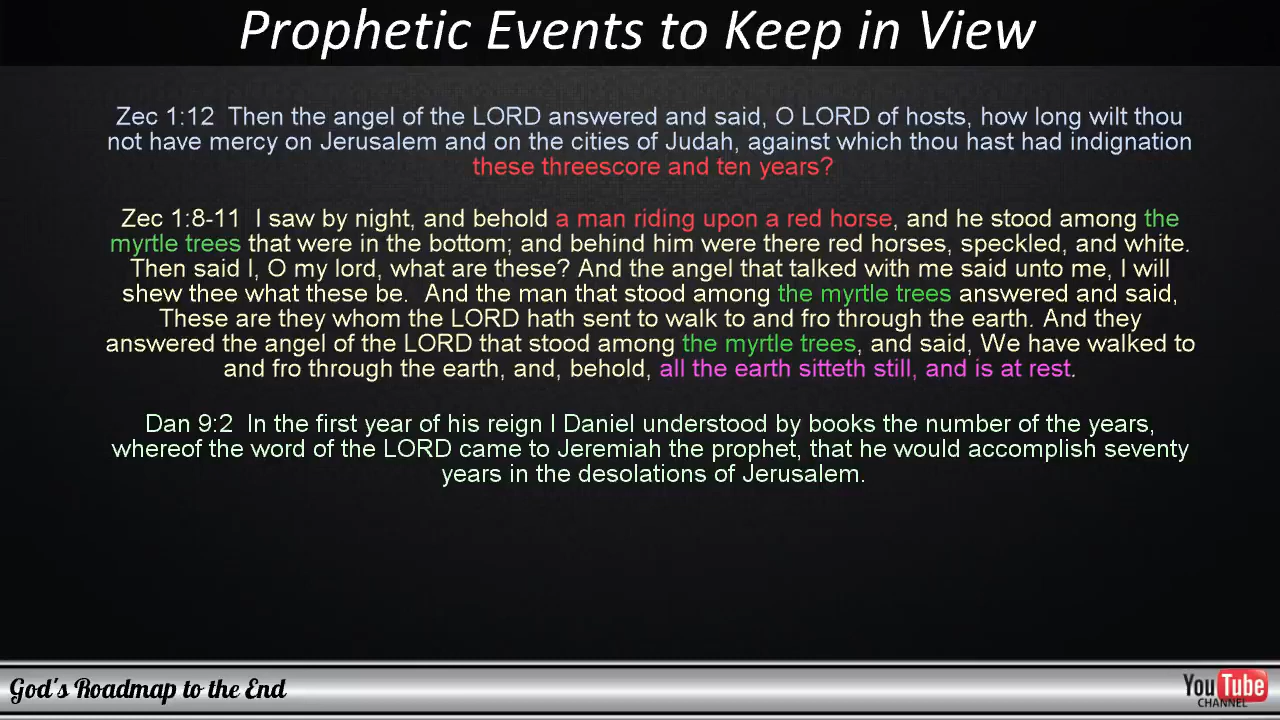 Prophetic Events to Keep in View
Zec 1:12  Then the angel of the LORD answered and said, O LORD of hosts, how long wilt thou
not have mercy on Jerusalem and on the cities of Judah, against which thou hast had indignation
these threescore and ten years?
Zec 1:8-11  I saw by night, and behold a man riding upon a red horse, and he stood among the
myrtle trees that were in the bottom; and behind him were there red horses, speckled, and white.
Then said I, O my lord, what are these? And the angel that talked with me said unto me, I will
shew thee what these be.  And the man that stood among the myrtle trees answered and said,
These are they whom the LORD hath sent to walk to and fro through the earth. And they
answered the angel of the LORD that stood among the myrtle trees, and said, We have walked to
and fro through the earth, and, behold, all the earth sitteth still, and is at rest.
Dan 9:2  In the first year of his reign I Daniel understood by books the number of the years,
whereof the word of the LORD came to Jeremiah the prophet, that he would accomplish seventy
years in the desolations of Jerusalem.
God's Roadmap to the End
YouTube
CHANNEL